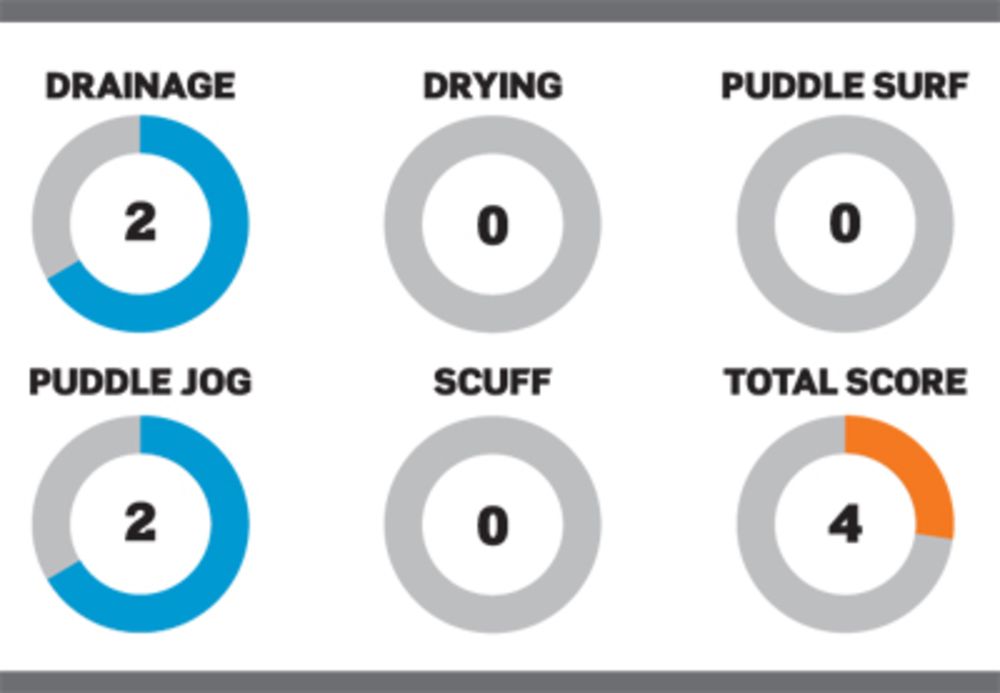 DRAINAGE
DRYING
PUDDLE SURF
2
0
0
PUDDLE JOG
SCUFF
TOTAL SCORE
2
0
4